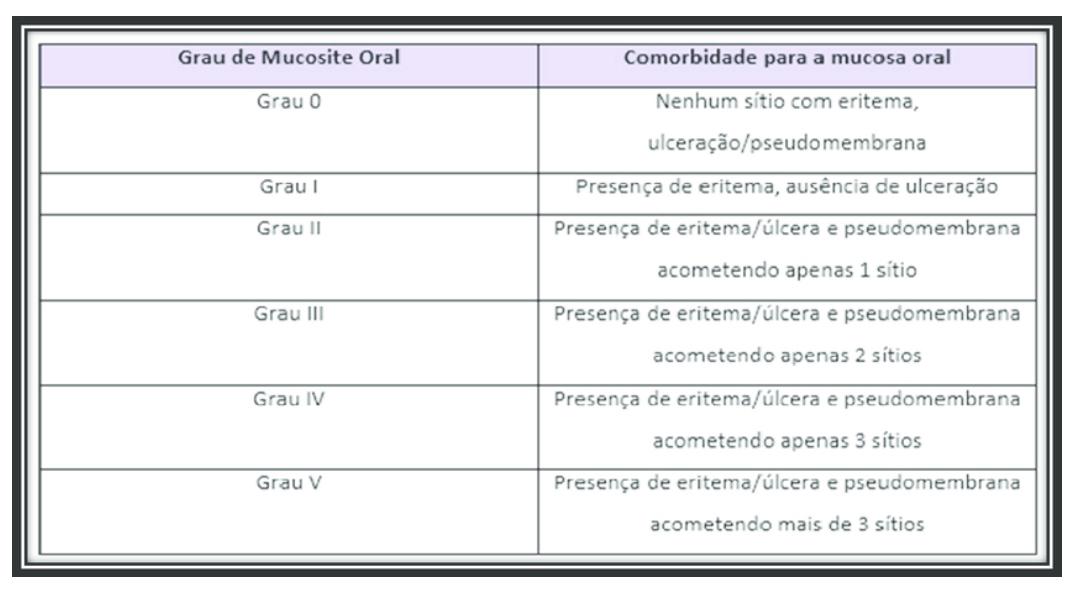 Grau de Mucosite Oral
Comorbidade para a mucosa oral
Grau 0
Nenhum sítio com eritema,
ulceração/pseudomembrana
Grau I
Presença de eritema, ausência de ulceração
Grau II
Presença de eritema/úlcera e pseudomembrana
acometendo apenas 1 sítio
Grau III
Presença de eritema/úlcera e pseudomembrana
acometendo apenas 2 sítios
Grau IV
Presença de eritema/úlcera e pseudomembrana
acometendo apenas 3 sítios
Grau V
Presença de eritema/úlcera e pseudomembrana
acometendo mais de 3 sítios